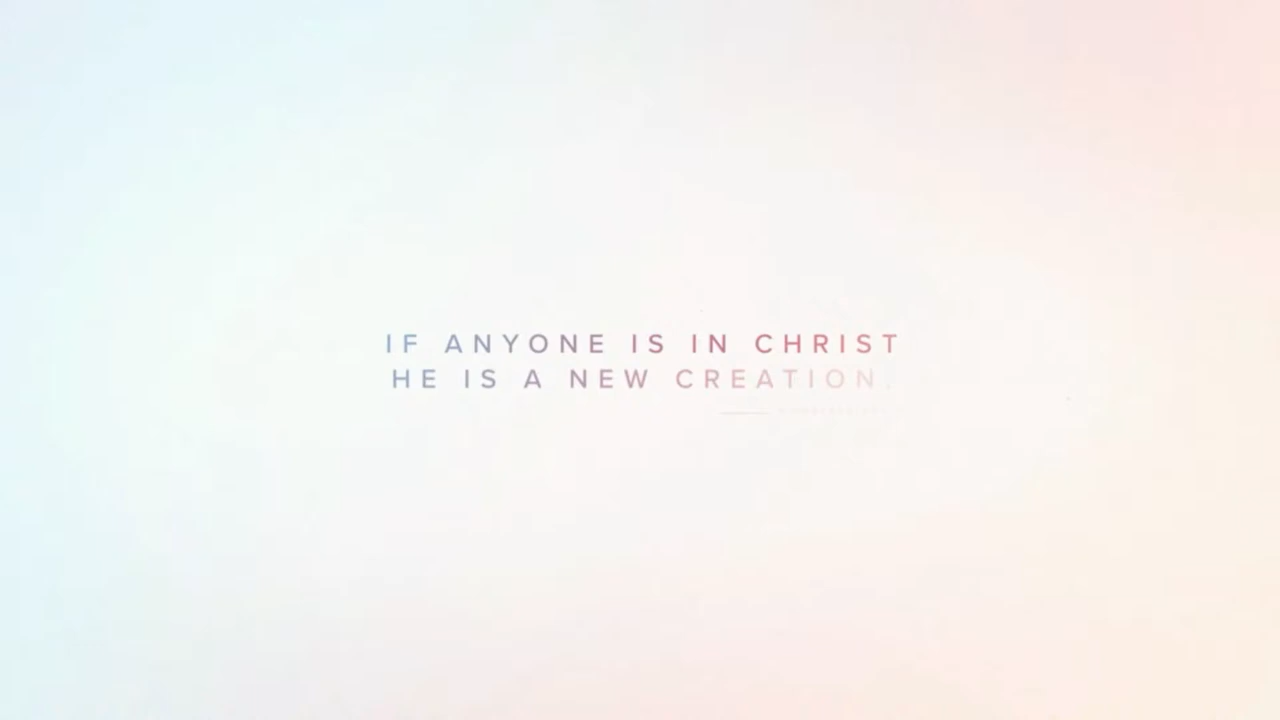 IF ANYONE IS IN CHRIST
HE IS A NEW CREATION.